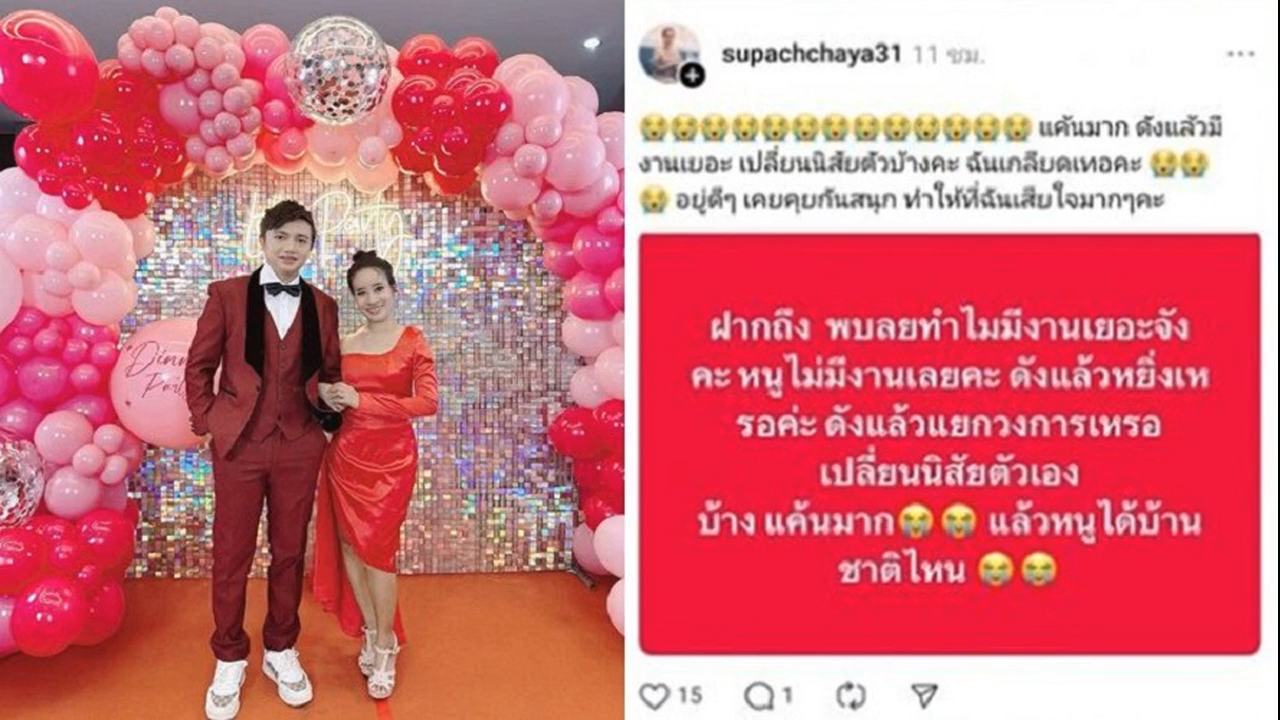 Party
Dinner
Party
supachchaya31 11 ชม.
😭😭😭😭😭😭😭😭😭😭😭😭😭 แค้นมาก ดังแล้วมี
งานเยอะ เปลี่ยนนิสัยตัวบ้างคะ ฉันเกลียดเทอคะ 😭😭
😭 อยู่ดีๆ เคยคุยกันสนุก ทำให้ที่ฉันเสียใจมากๆคะ
ฝากถึง พบลยทำไมมีงานเยอะจัง
คะ หนูไม่มีงานเลยคะ ดังแล้วหยิ่งเห
รอค่ะ ดังแล้วแยกวงการเหรอ
เปลี่ยนนิสัยตัวเอง
บ้าง แค้นมาก😭😭 แล้วหนูได้บ้าน
ชาติไหน 😭😭
15 1